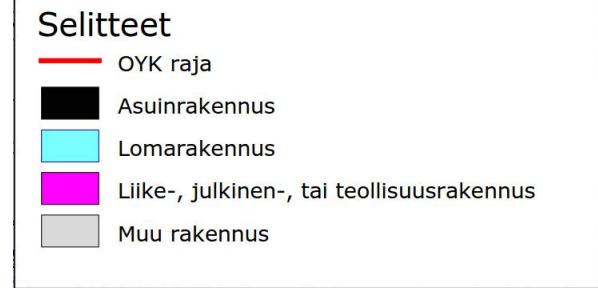 Selitteet
OYK raja
Asuinrakennus
Lomarakennus
Liike-, julkinen-, tai teollisuusrakennus
Muu rakennus